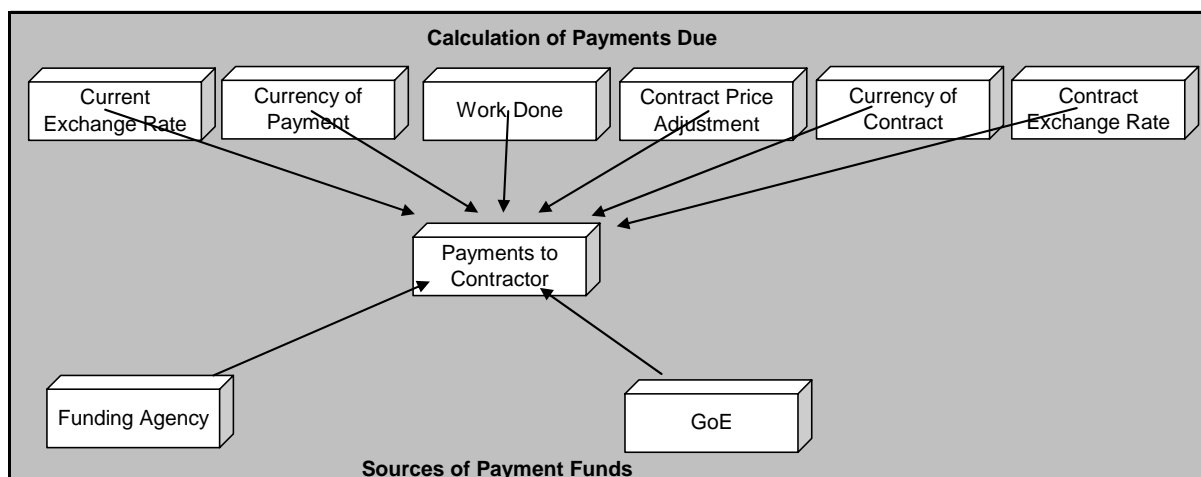 Calculation of Payments Due
Current
Exchange Rate
Currency of
Payment
Work Done
Contract Price
Adjustment
Currency of
Contract
Contract
Exchange Rate
Payments to
Contractor
Funding Agency
GoE
Sources of Payment Funds